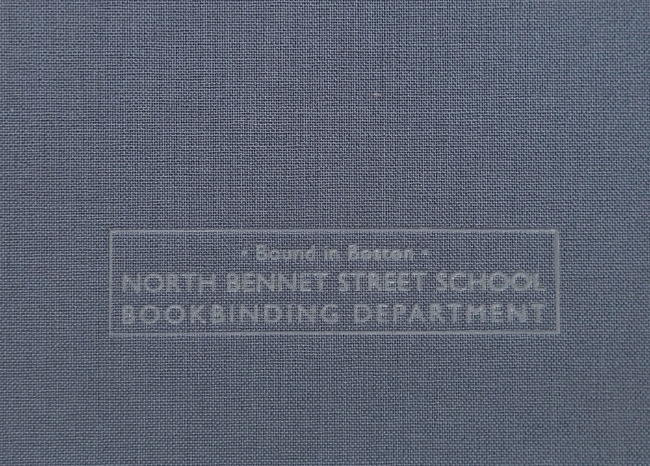 • Bound in Boston •
NORTH BENNET STREET SCHOOL
BOOKBINDING DEPARTMENT